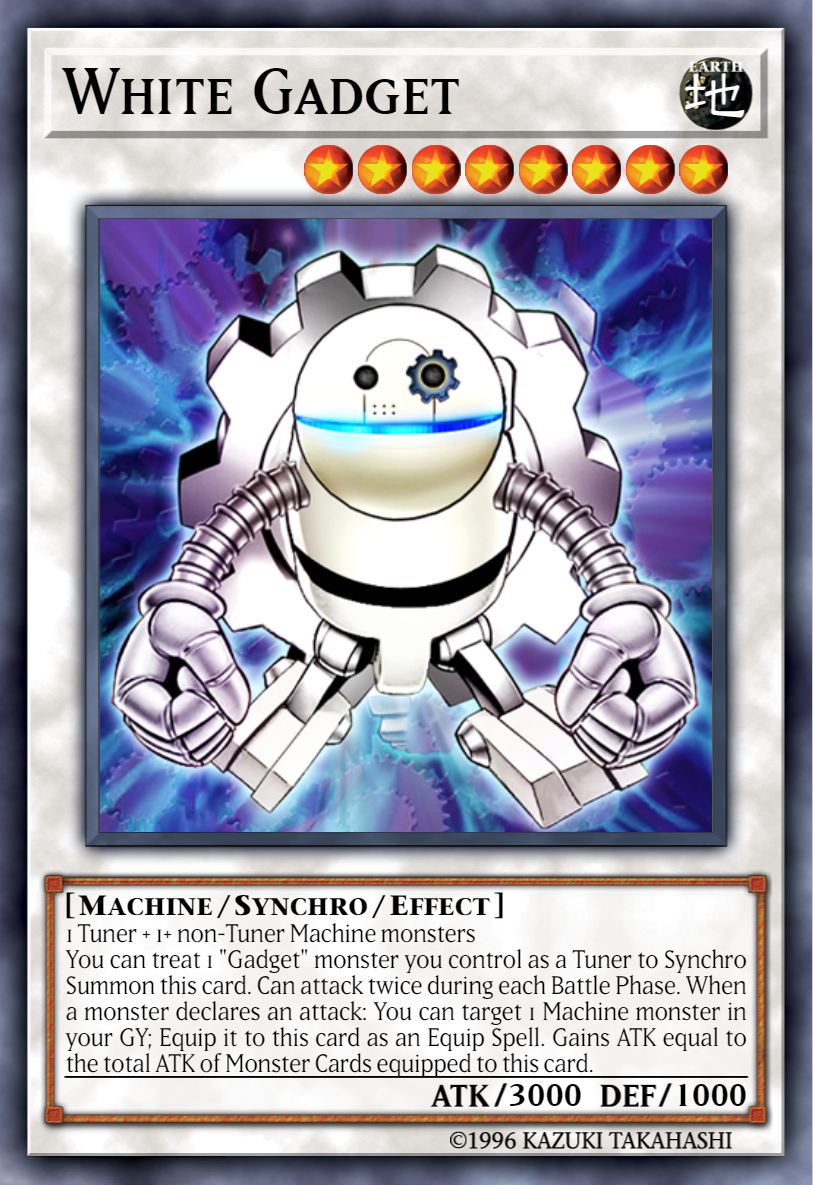 White Gadget
EARTH
地
[Machine/Synchro/Effect]
1 Tuner + 1+ non-Tuner Machine monsters
You can treat 1 "Gadget" monster you control as a Tuner to Synchro
Summon this card. Can attack twice during each Battle Phase. When
a monster declares an attack: You can target 1 Machine monster in
your GY; Equip it to this card as an Equip Spell. Gains ATK equal to
the total ATK of Monster Cards equipped to this card.
ATK/3000 DEF/1000
©1996 KAZUKI TAKAHASHI